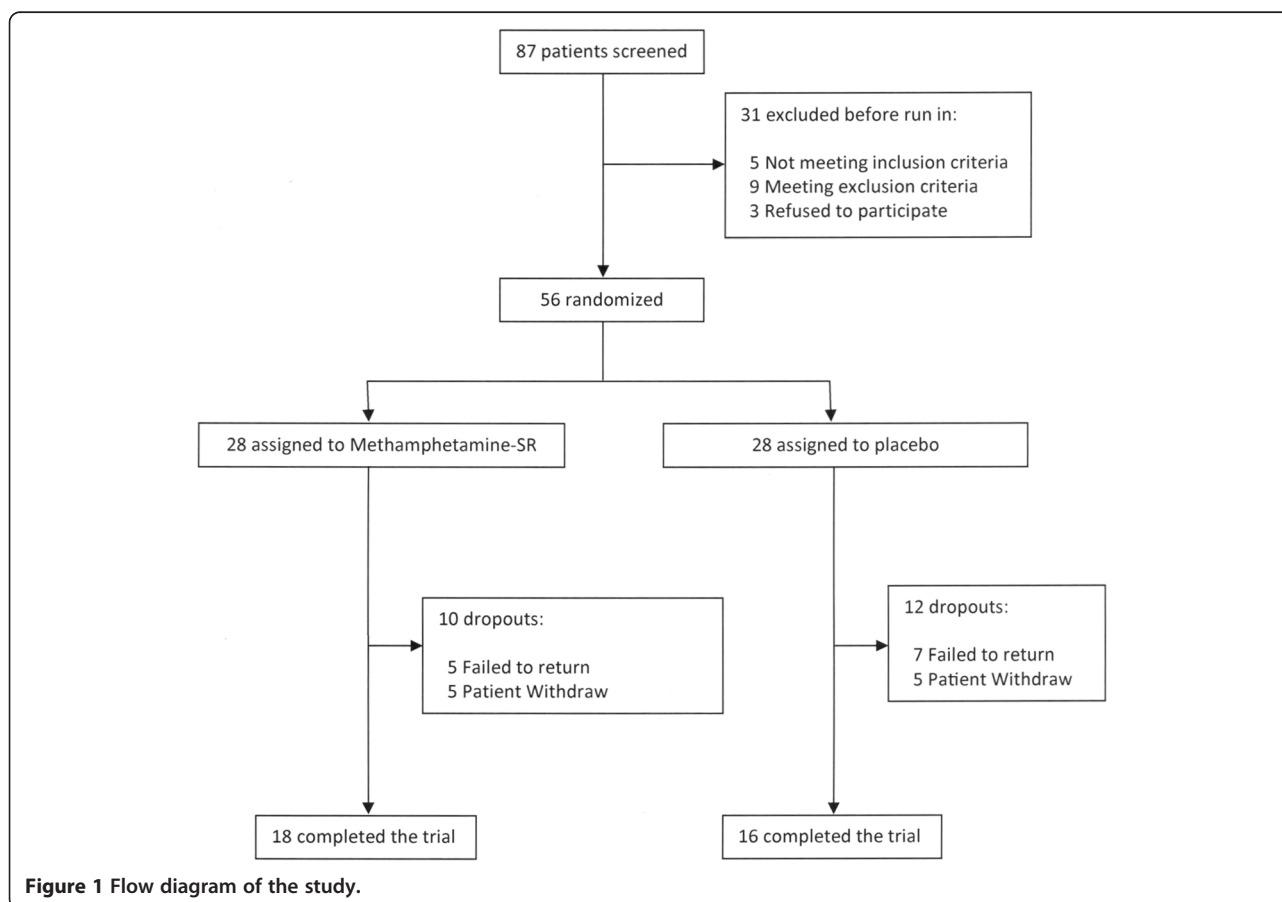 87 patients screened
31 excluded before run in:
5 Not meeting inclusion criteria
9 Meeting exclusion criteria
3 Refused to participate
56 randomized
28 assigned to Methamphetamine-SR
28 assigned to placebo
10 dropouts:
5 Failed to return
5 Patient Withdraw
12 dropouts:
7 Failed to return
5 Patient Withdraw
18 completed the trial
16 completed the trial
Figure 1 Flow diagram of the study.